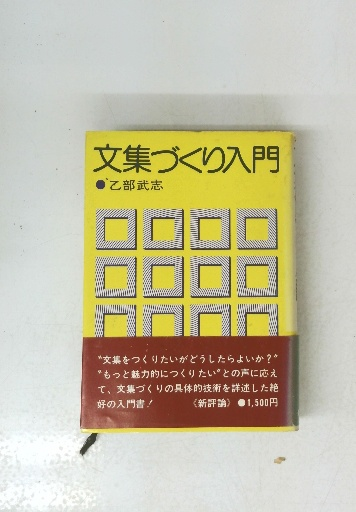 文集づくり入門
●乙部武志
“文集をつくりたいがどうしたらよいか?”
“もっと魅力的につくりたい”との声に応え
て、文集づくりの具体的技術を詳述した絶
好の入門書! 《新評論》 ●1,500円